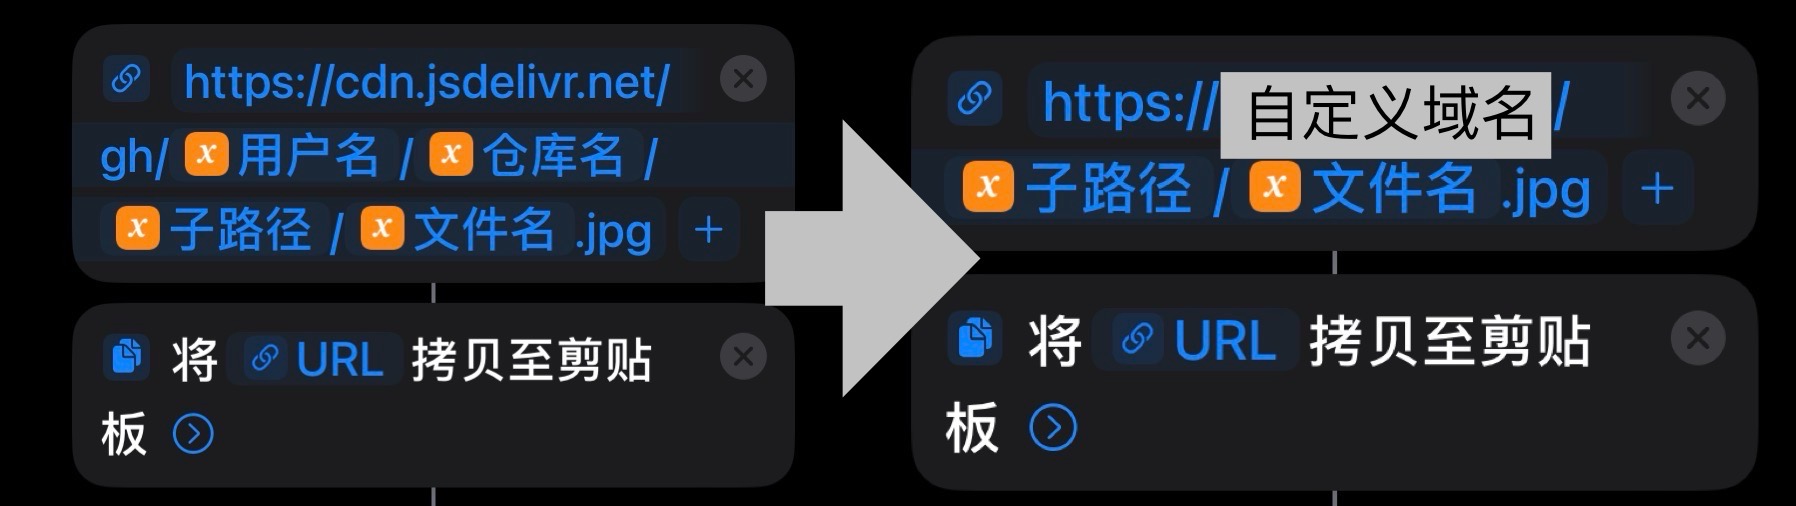 https://cdn.jsdelivr.net/
gh/ x 用户名 / x 仓库名 /
x 子路径 / x 文件名 .jpg +
将 URL 拷贝至剪贴
板
https:// 自定义域名 /
x 子路径 / x 文件名 .jpg +
将 URL 拷贝至剪贴
板